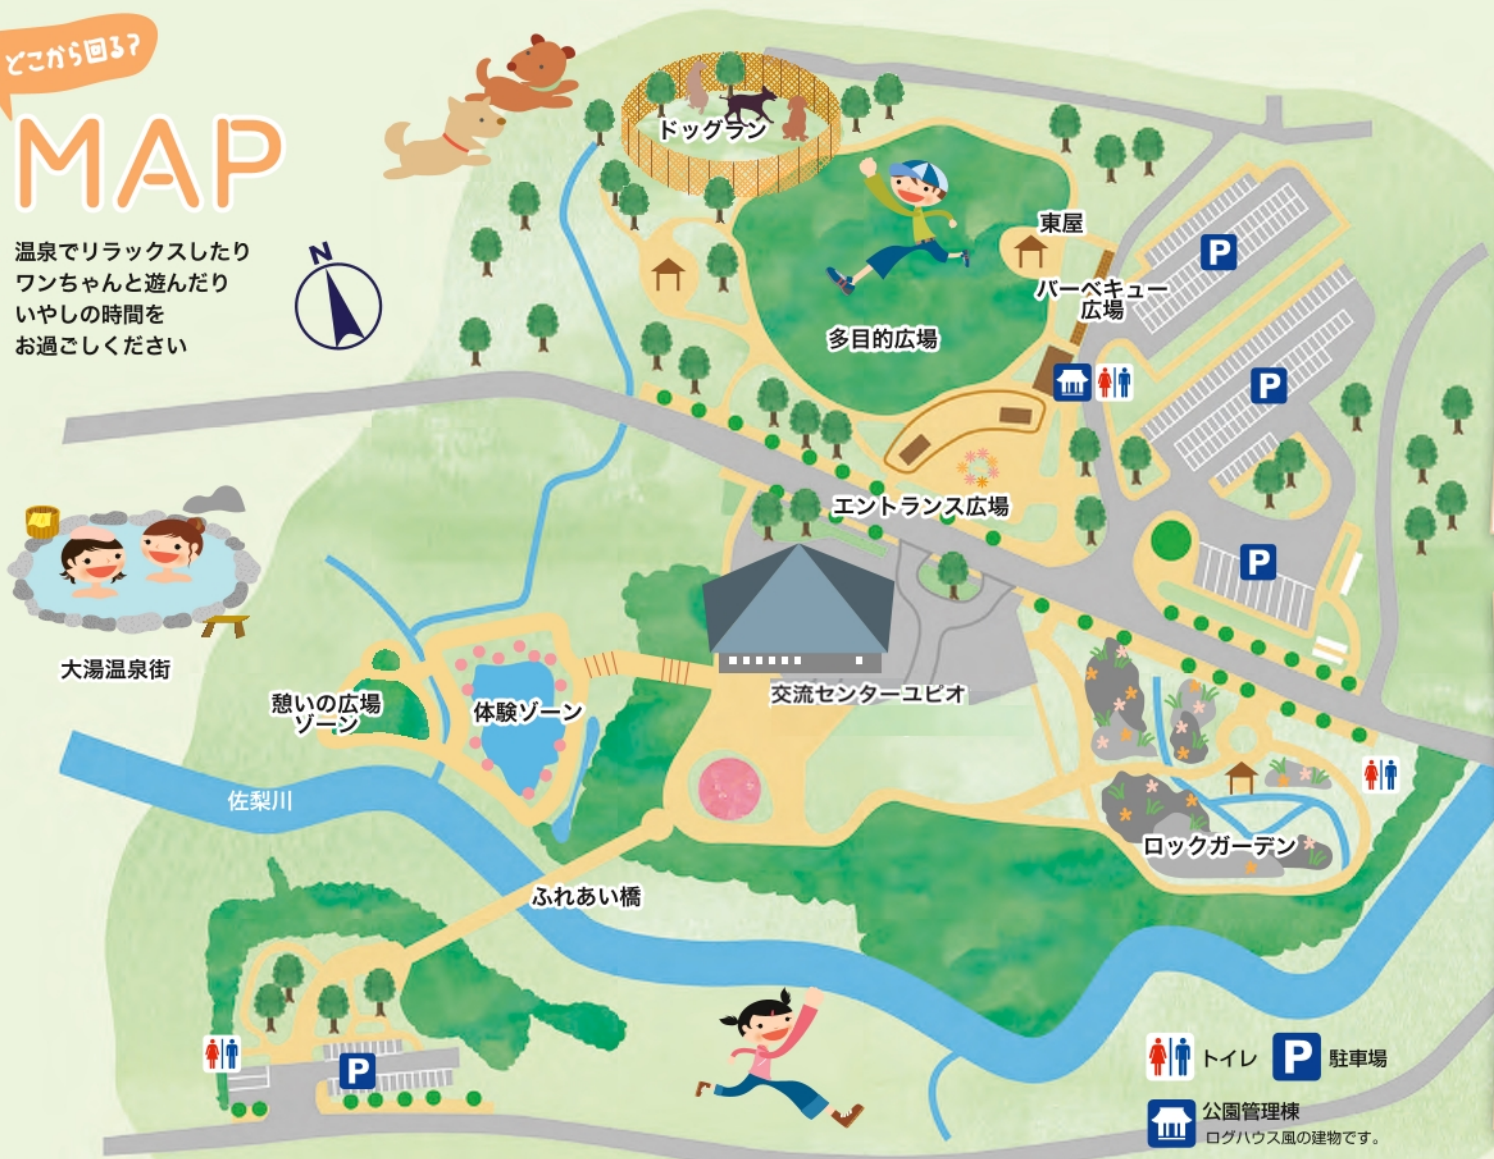 どこから回る?
MAP
温泉でリラックスしたり
ワンちゃんと遊んだり
いやしの時間を
お過ごしください
N
ドッグラン
東屋
P
バーベキュー
広場
多目的広場
P
エントランス広場
P
大湯温泉街
交流センターユピオ
憩いの広場
ゾーン
体験ゾーン
佐梨川
ロックガーデン
ふれあい橋
P
トイレ
P 駐車場
公園管理棟
ログハウス風の建物です。